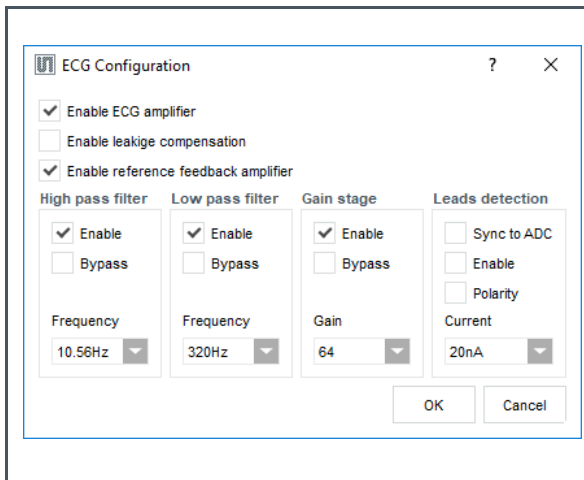 ECG Configuration ?
Enable ECG amplifier
Enable leakige compensation
Enable reference feedback amplifier
High pass filter Low pass filter Gain stage Leads detection
Enable Enable Enable Sync to ADC
Bypass Bypass Bypass Enable
Polarity
Frequency Frequency Gain Current
10.56Hz 320Hz 64 20nA
OK Cancel